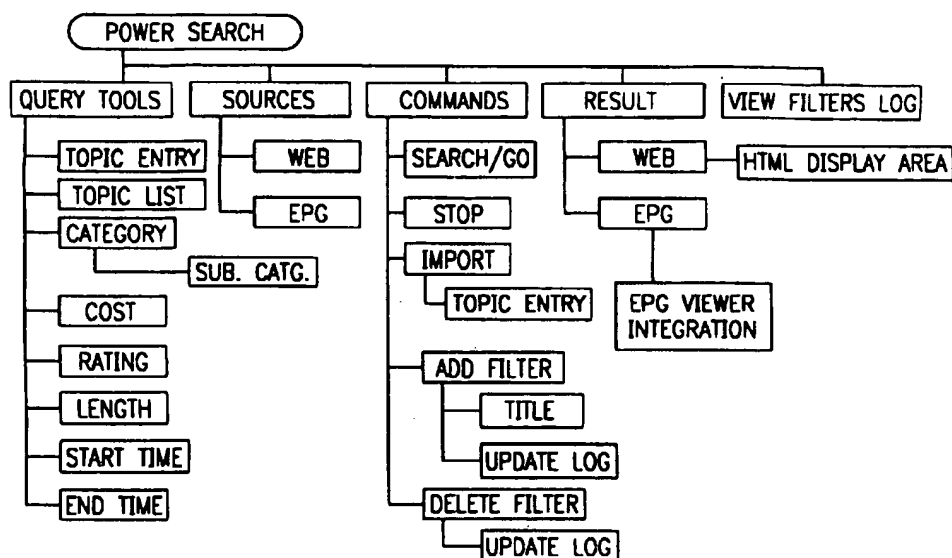 POWER SEARCH
QUERY TOOLS
TOPIC ENTRY
TOPIC LIST
CATEGORY
SUB. CATG.
COST
RATING
LENGTH
START TIME
END TIME
SOURCES
WEB
EPG
COMMANDS
SEARCH/GO
STOP
IMPORT
TOPIC ENTRY
ADD FILTER
TITLE
UPDATE LOG
DELETE FILTER
UPDATE LOG
RESULT
WEB
HTML DISPLAY AREA
EPG
EPG VIEWER
INTEGRATION
VIEW FILTERS LOG